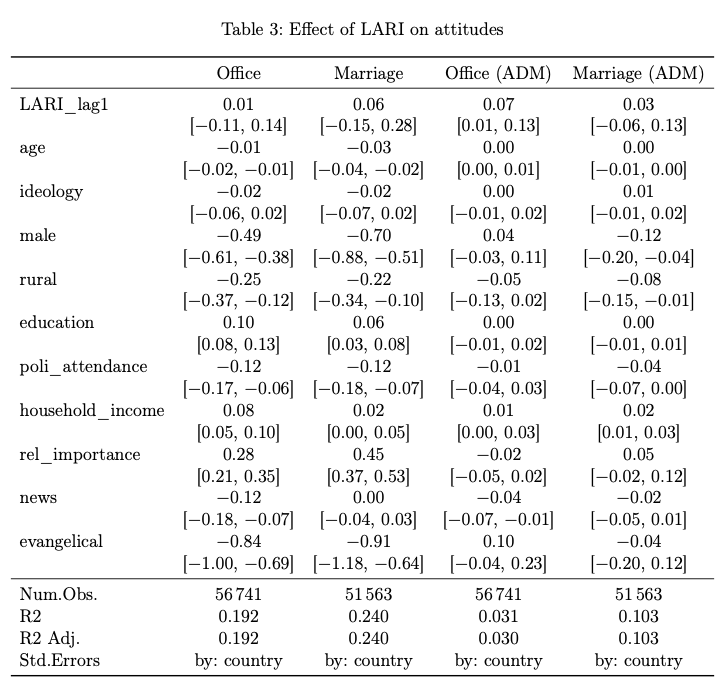 Table 3: Effect of LARI on attitudes
Office Marriage Office (ADM) Marriage (ADM)
LARI_lag1 0.01 0.06 0.07 0.03
[−0.11, 0.14] [−0.15, 0.28] [0.01, 0.13] [−0.06, 0.13]
age −0.01 −0.03 0.00 0.00
[−0.02, −0.01] [−0.04, −0.02] [0.00, 0.01] [−0.01, 0.00]
ideology −0.02 −0.02 0.00 0.01
[−0.06, 0.02] [−0.07, 0.02] [−0.01, 0.02] [−0.01, 0.02]
male −0.49 −0.70 0.04 −0.12
[−0.61, −0.38] [−0.88, −0.51] [−0.03, 0.11] [−0.20, −0.04]
rural −0.25 −0.22 −0.05 −0.08
[−0.37, −0.12] [−0.34, −0.10] [−0.13, 0.02] [−0.15, −0.01]
education 0.10 0.06 0.00 0.00
[0.08, 0.13] [0.03, 0.08] [−0.01, 0.02] [−0.01, 0.01]
poli_attendance −0.12 −0.12 −0.01 −0.04
[−0.17, −0.06] [−0.18, −0.07] [−0.04, 0.03] [−0.07, 0.00]
household_income 0.08 0.02 0.01 0.02
[0.05, 0.10] [0.00, 0.05] [0.00, 0.03] [0.01, 0.03]
rel_importance 0.28 0.45 −0.02 0.05
[0.21, 0.35] [0.37, 0.53] [−0.05, 0.02] [−0.02, 0.12]
news −0.12 0.00 −0.04 −0.02
[−0.18, −0.07] [−0.04, 0.03] [−0.07, −0.01] [−0.05, 0.01]
evangelical −0.84 −0.91 0.10 −0.04
[−1.00, −0.69] [−1.18, −0.64] [−0.04, 0.23] [−0.20, 0.12]
Num.Obs. 56 741 51 563 56 741 51 563
R2 0.192 0.240 0.031 0.103
R2 Adj. 0.192 0.240 0.030 0.103
Std.Errors by: country by: country by: country by: country